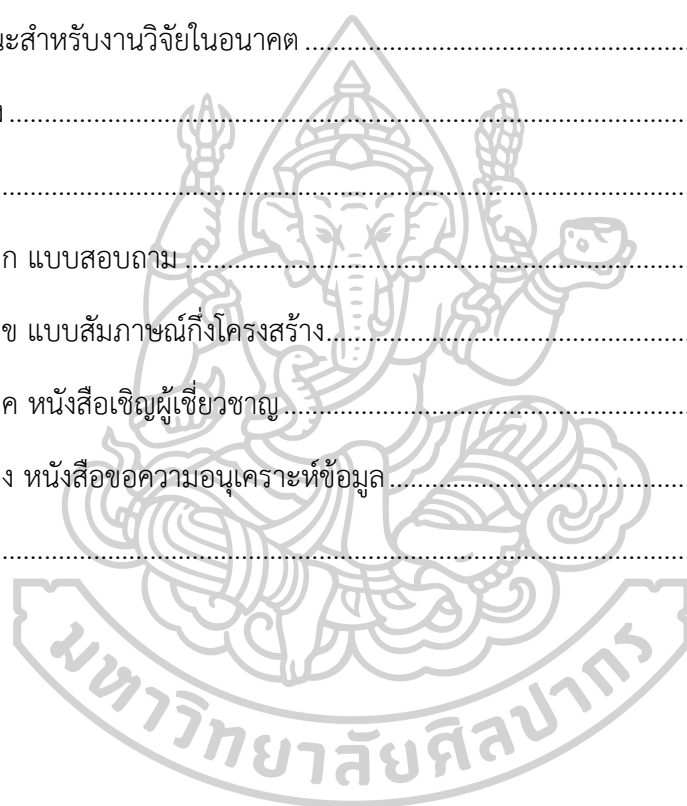 นะสำหรับงานวิจัยในอนาคต ................................................
ง ................................................................................
................................................................................
ก แบบสอบถาม ................................................................
ข แบบสัมภาษณ์กึ่งโครงสร้าง................................................
ค หนังสือเชิญผู้เชี่ยวชาญ ................................................
ง หนังสือขอความอนุเคราะห์ข้อมูล ................................................
................................................................................
มหาวิทยาลัยศิลปากร